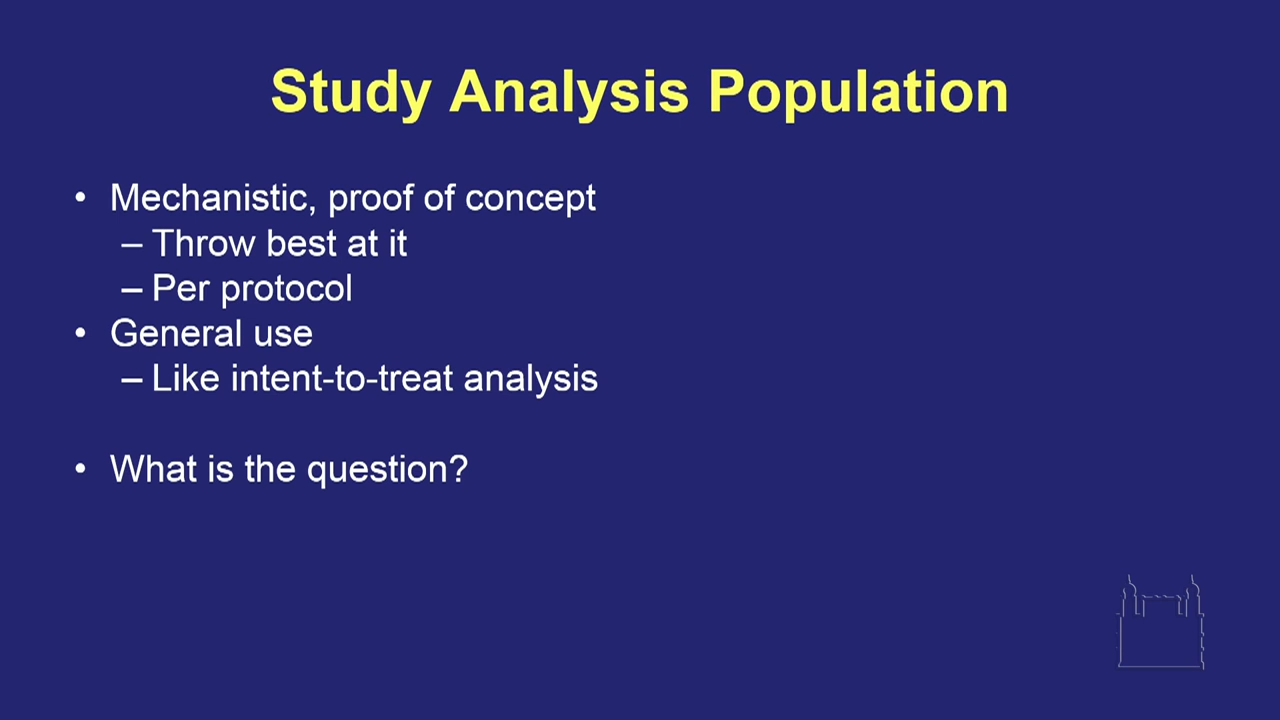 Study Analysis Population
• Mechanistic, proof of concept
– Throw best at it
– Per protocol
• General use
– Like intent-to-treat analysis
• What is the question?